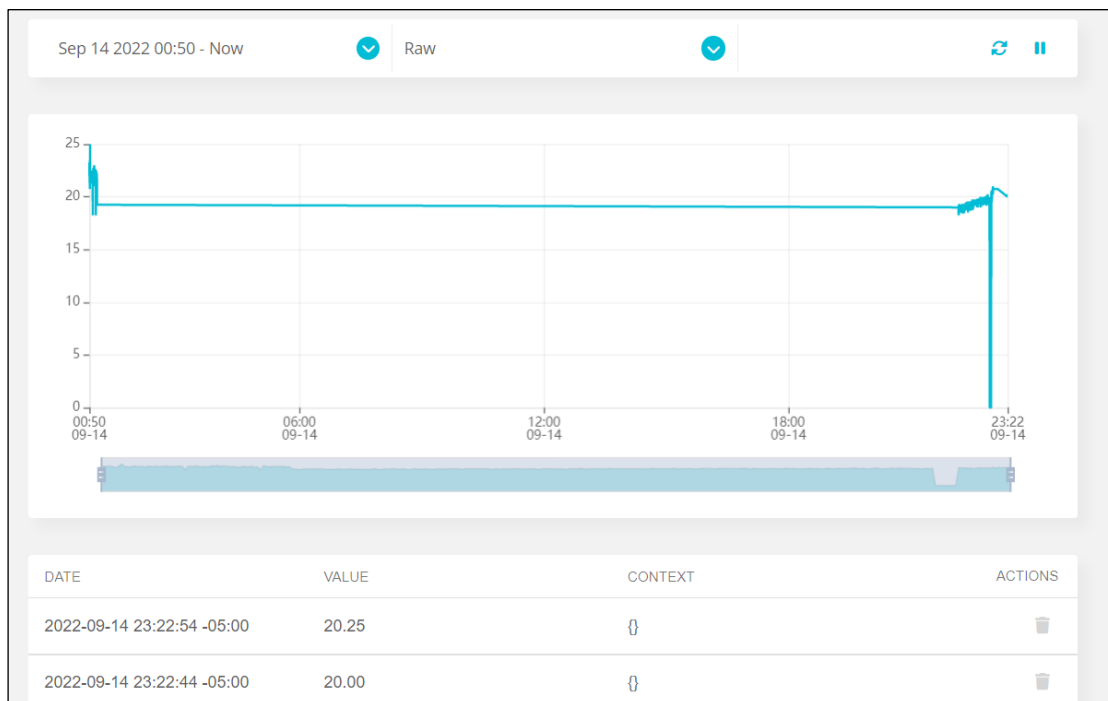 Sep 14 2022 00:50 - Now Raw
25
20
15
10
5
0
00:50 06:00 12:00 18:00 23:22
09-14 09-14 09-14 09-14 09-14
DATE VALUE CONTEXT ACTIONS
2022-09-14 23:22:54 -05:00 20.25 {}
2022-09-14 23:22:44 -05:00 20.00 {}